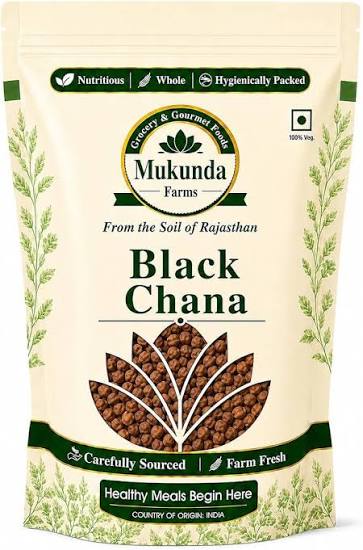 Nutritious | Whole | Hygienically Packed
Grocery & Gourmet Foods
Mukunda
Farms
100% Veg.
From the Soil of Rajasthan
Black
Chana
Carefully Sourced | Farm Fresh
Healthy Meals Begin Here
COUNTRY OF ORIGIN: INDIA